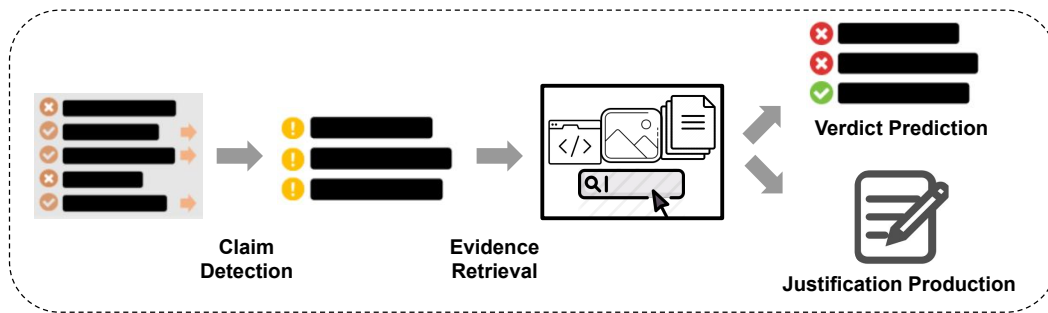 </>
Verdict Prediction
Claim
Detection
Evidence
Retrieval
Justification Production